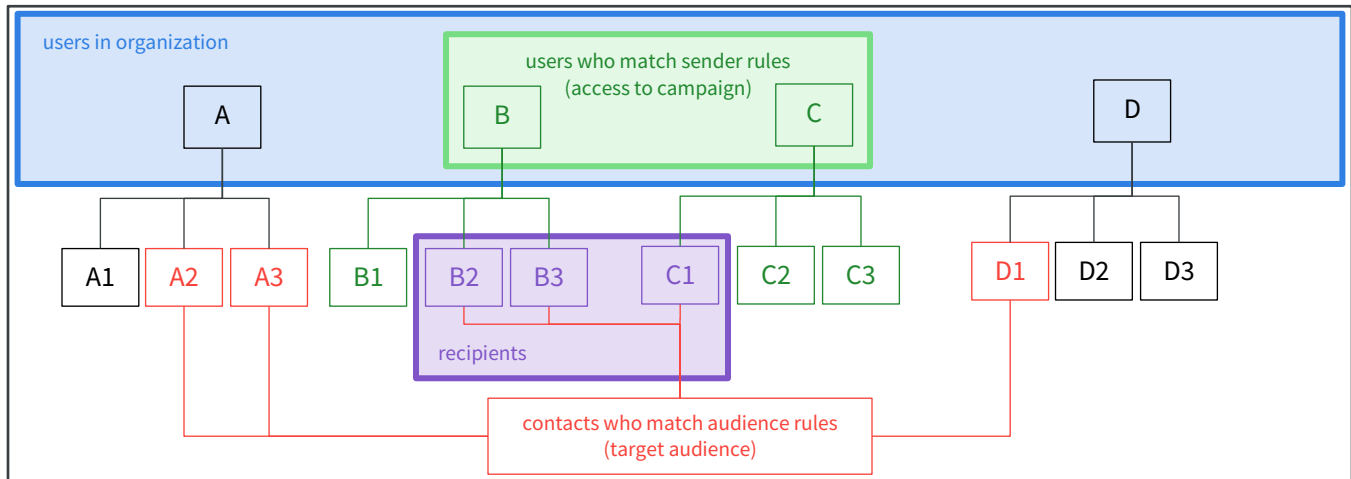 users in organization
users who match sender rules
(access to campaign)
A
B
C
D
A1
A2
A3
B1
B2
B3
C1
C2
C3
D1
D2
D3
recipients
contacts who match audience rules
(target audience)